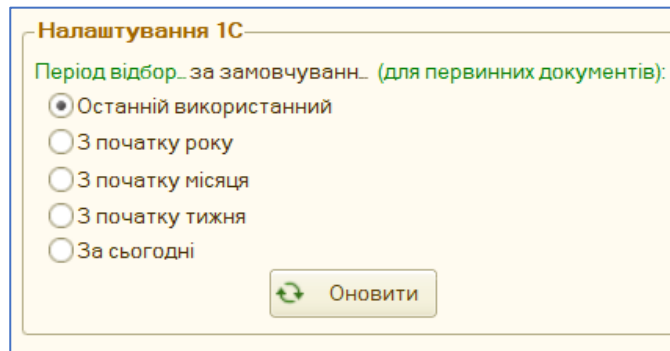 Налаштування 1С
Період відбор… за замовчуванн… (для первинних документів):
Останній використанний
З початку року
З початку місяця
З початку тижня
За сьогодні
Оновити